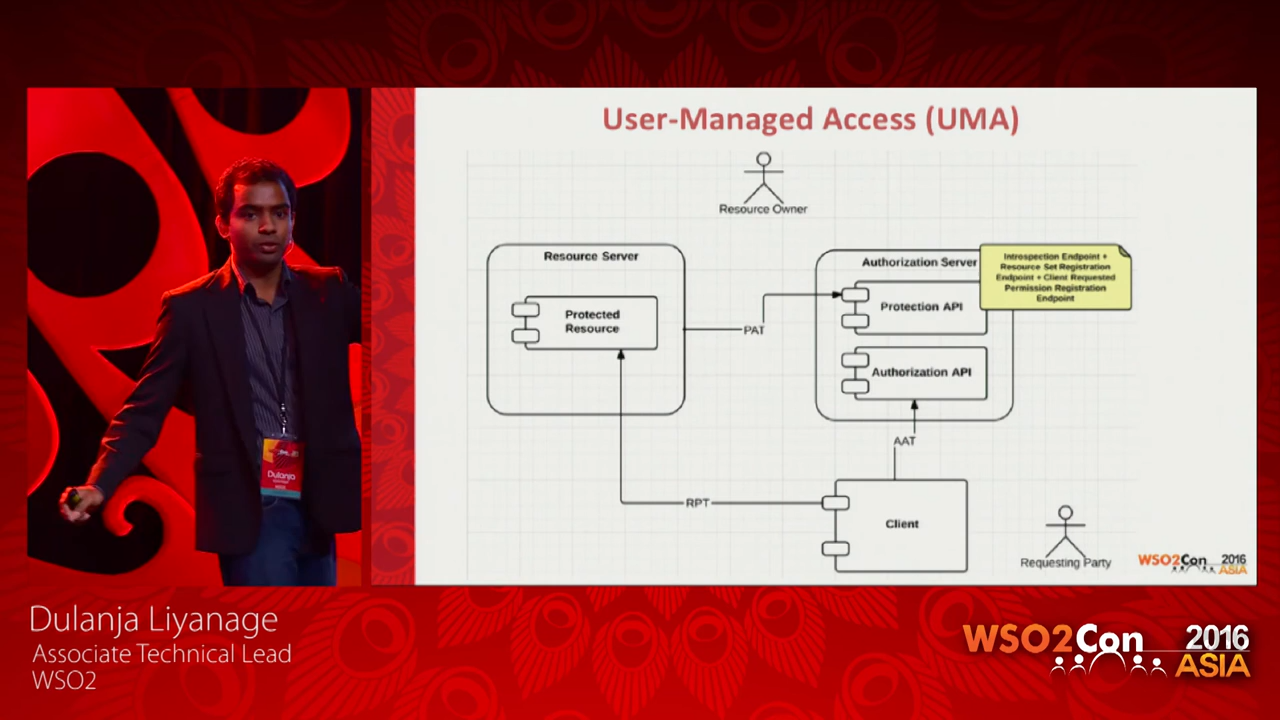 User-Managed Access (UMA)
Resource Owner
Resource Server
Protected
Resource
PAT
Authorization Server
Protection API
Authorization API
Introspection Endpoint +
Resource Set Registration
Endpoint + Client Requested
Permission Registration
Endpoint
AAT
RPT
Client
Requesting Party
WSO2Con 2016
ASIA
Dulanja
Dulanja Liyanage
Associate Technical Lead
WSO2
WSO2Con 2016
ASIA